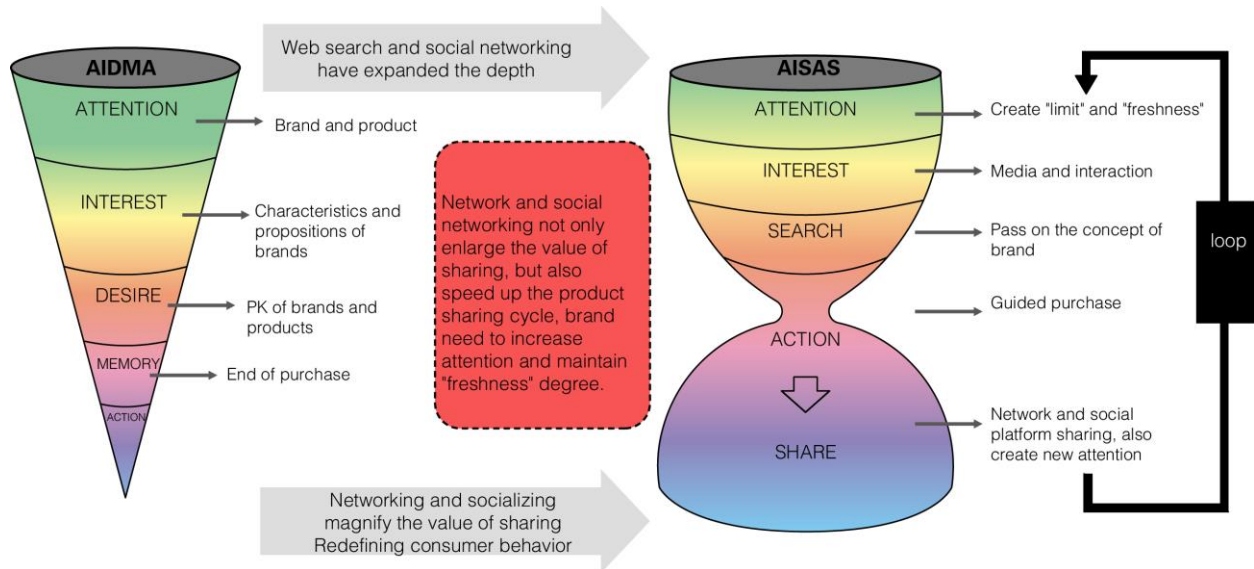 AIDMA
ATTENTION
INTEREST
DESIRE
MEMORY
ACTION
Brand and product
Characteristics and
propositions of
brands
PK of brands and
products
End of purchase
Web search and social networking
have expanded the depth
Network and social
networking not only
enlarge the value of
sharing, but also
speed up the product
sharing cycle, brand
need to increase
attention and maintain
"freshness" degree.
Networking and socializing
magnify the value of sharing
Redefining consumer behavior
AISAS
ATTENTION
INTEREST
SEARCH
ACTION
SHARE
Create "limit" and "freshness"
Media and interaction
Pass on the concept of
brand
Guided purchase
Network and social
platform sharing, also
create new attention
loop